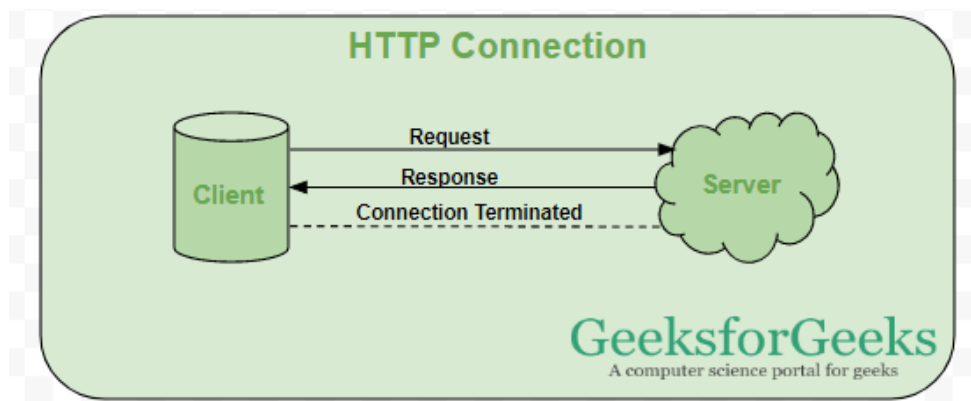 HTTP Connection
Request
Response
Connection Terminated
Client
Server
GeeksforGeeks
A computer science portal for geeks